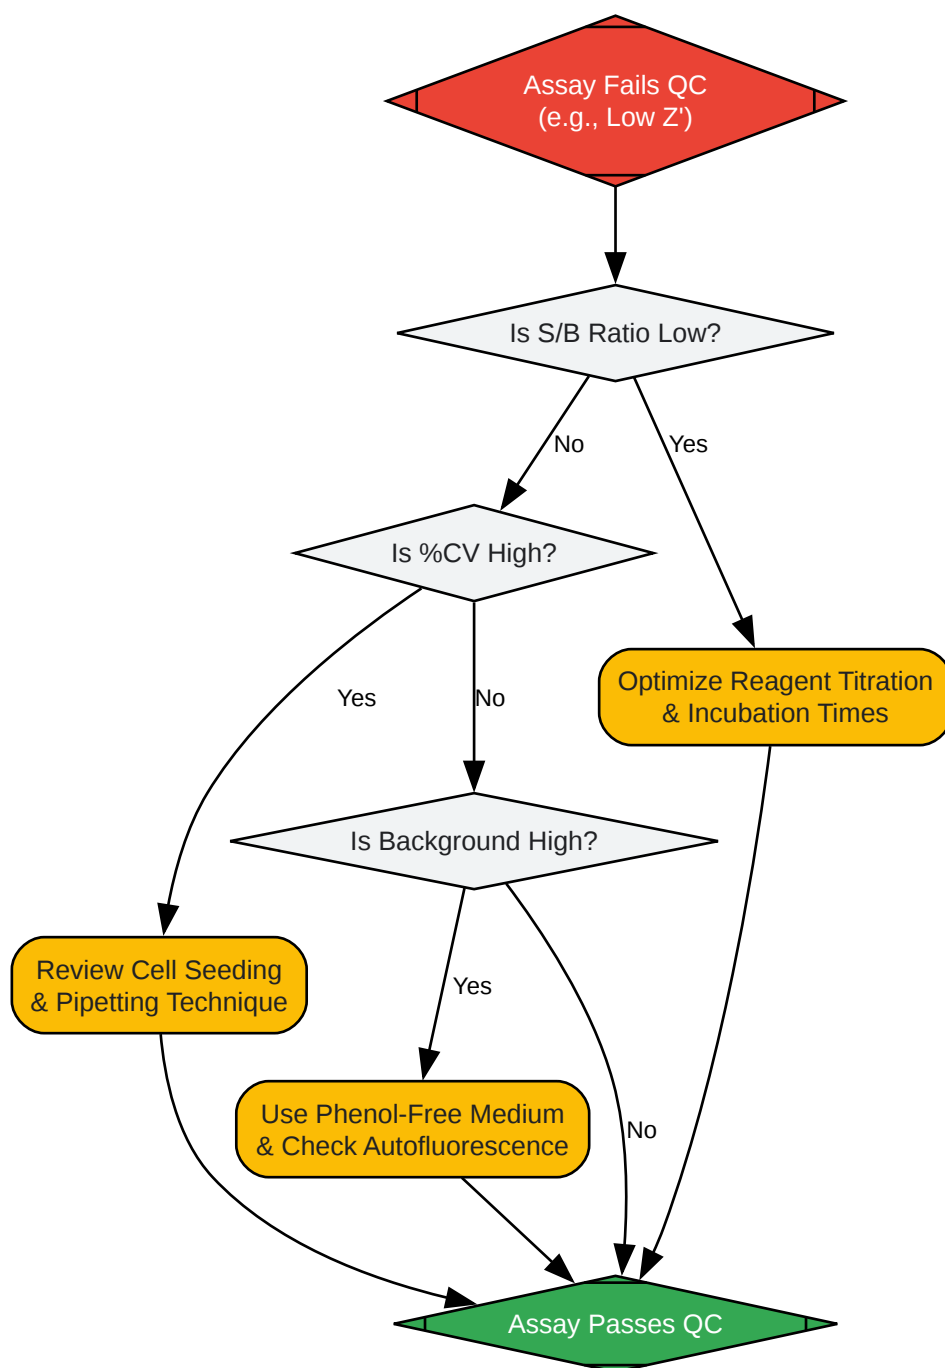 Assay Fails QC
(e.g., Low Z')
Is S/B Ratio Low?
No
Yes
Is %CV High?
Optimize Reagent Titration
& Incubation Times
Yes
No
Is Background High?
Review Cell Seeding
& Pipetting Technique
Yes
Use Phenol-Free Medium
& Check Autofluorescence
No
Assay Passes QC